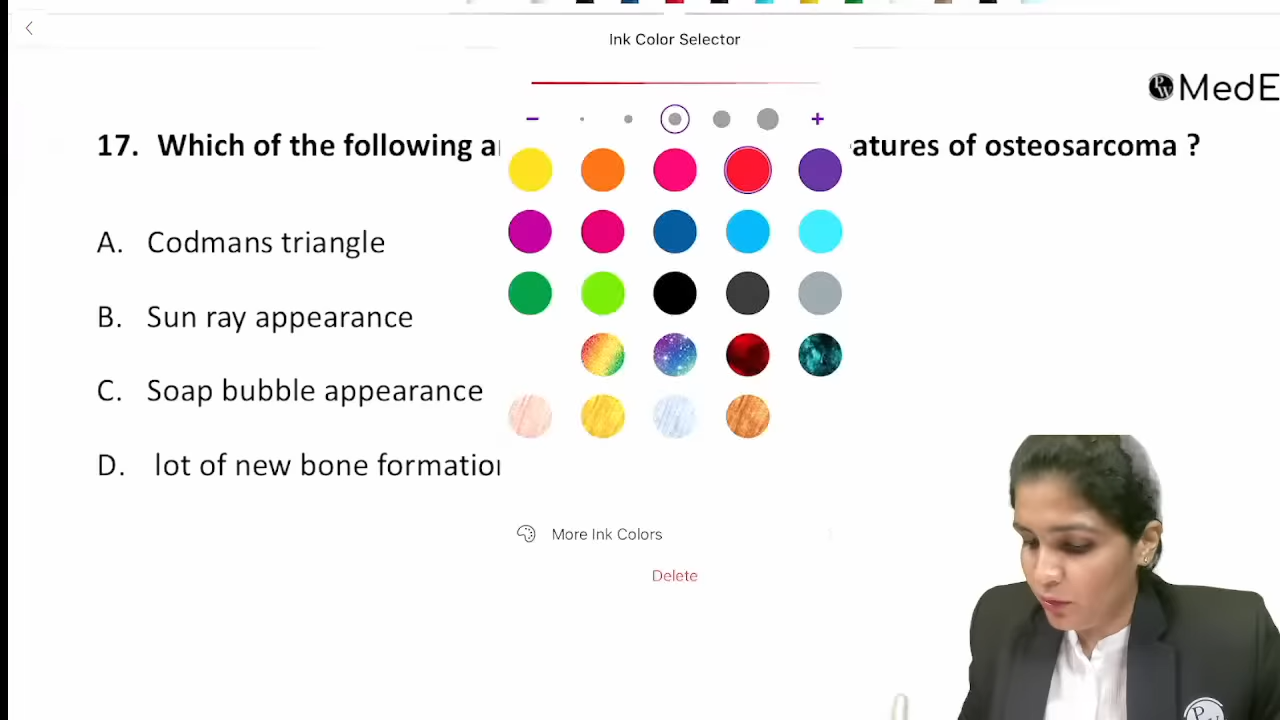 Ink Color Selector
MedE
17. Which of the following a
atures of osteosarcoma ?
A. Codmans triangle
B. Sun ray appearance
C. Soap bubble appearance
D. lot of new bone formation
More Ink Colors
Delete